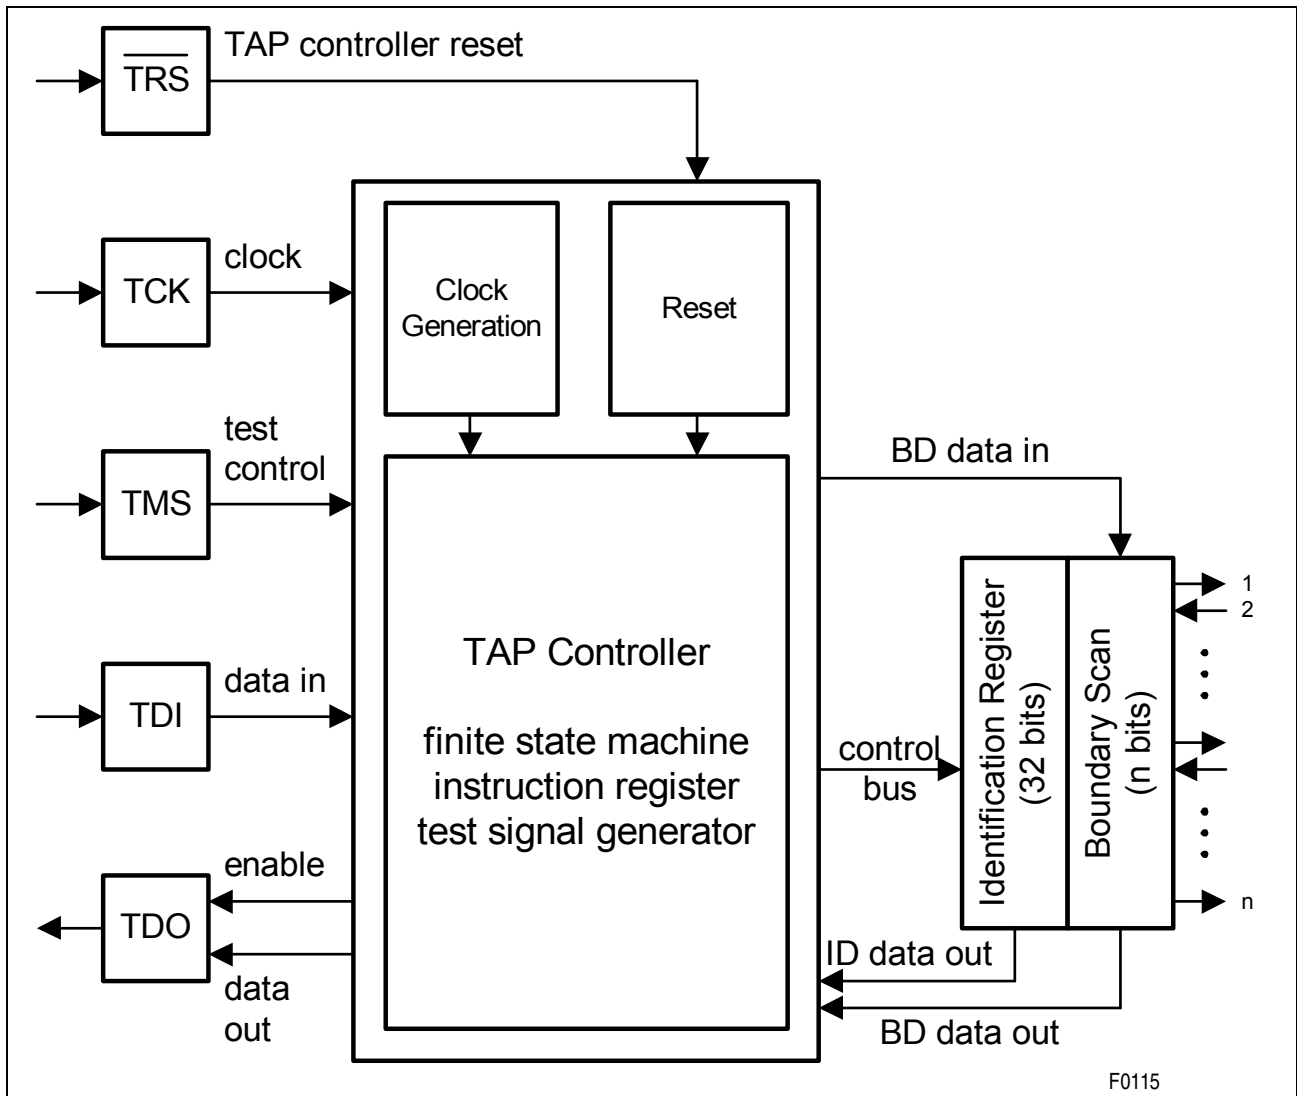 TAP controller reset
TRS
clock
TCK
Clock
Generation
Reset
test
control
TMS
BD data in
TAP Controller
finite state machine
instruction register
test signal generator
data in
TDI
control
bus
Identification Register
(32 bits)
Boundary Scan
(n bits)
1
2
n
enable
TDO
data
out
ID data out
BD data out
F0115